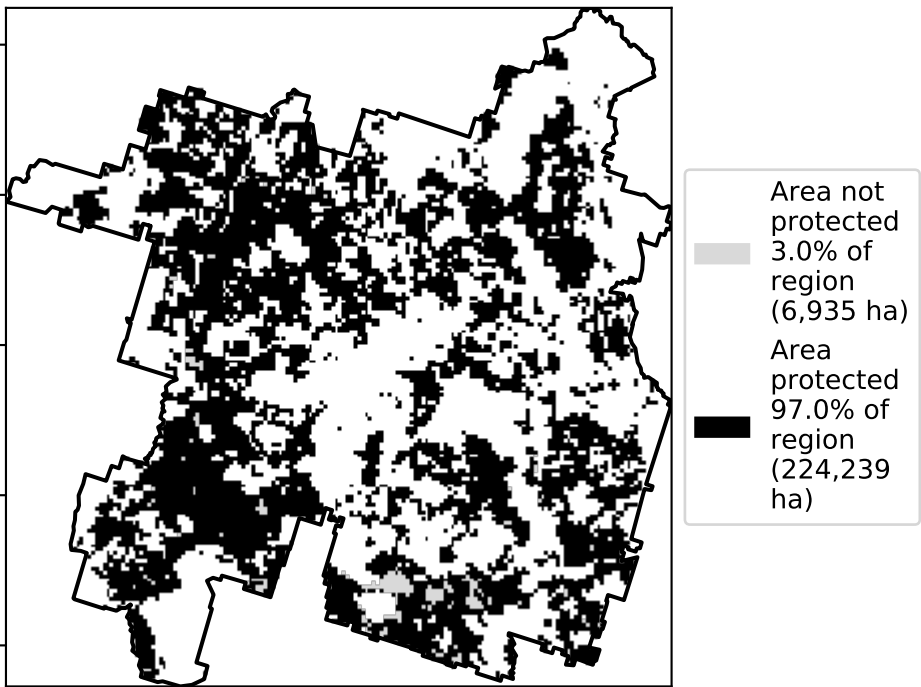 Area not
protected
3.0% of
region
(6,935 ha)
Area
protected
97.0% of
region
(224,239
ha)